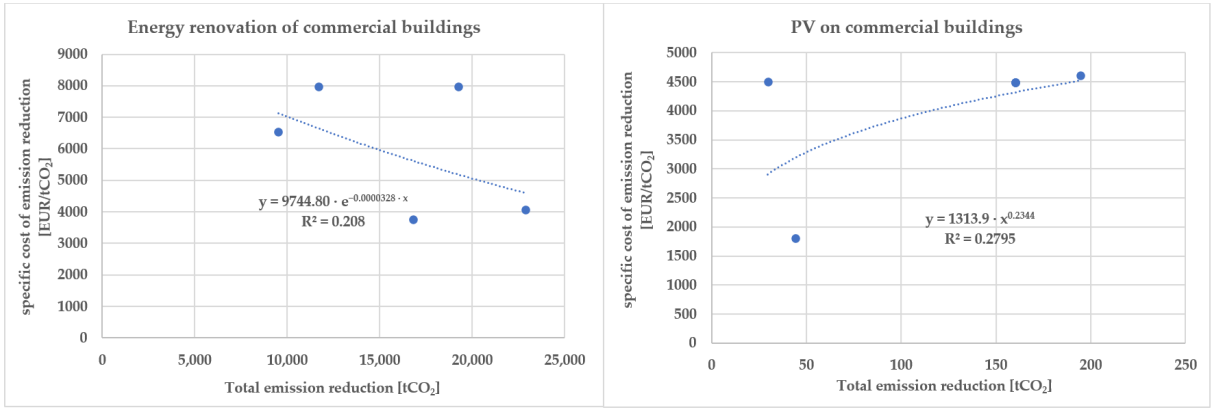 Energy renovation of commercial buildings
specific cost of emission reduction
[EUR/tCO₂]
9000
8000
7000
6000
5000
4000
3000
2000
1000
0
y = 9744.80 · e^−0.0000328 · x
R² = 0.208
0 5,000 10,000 15,000 20,000 25,000
Total emission reduction [tCO₂]
PV on commercial buildings
specific cost of emission reduction
[EUR/tCO₂]
5000
4500
4000
3500
3000
2500
2000
1500
1000
500
0
y = 1313.9 · x^0.2344
R² = 0.2795
0 50 100 150 200 250
Total emission reduction [tCO₂]